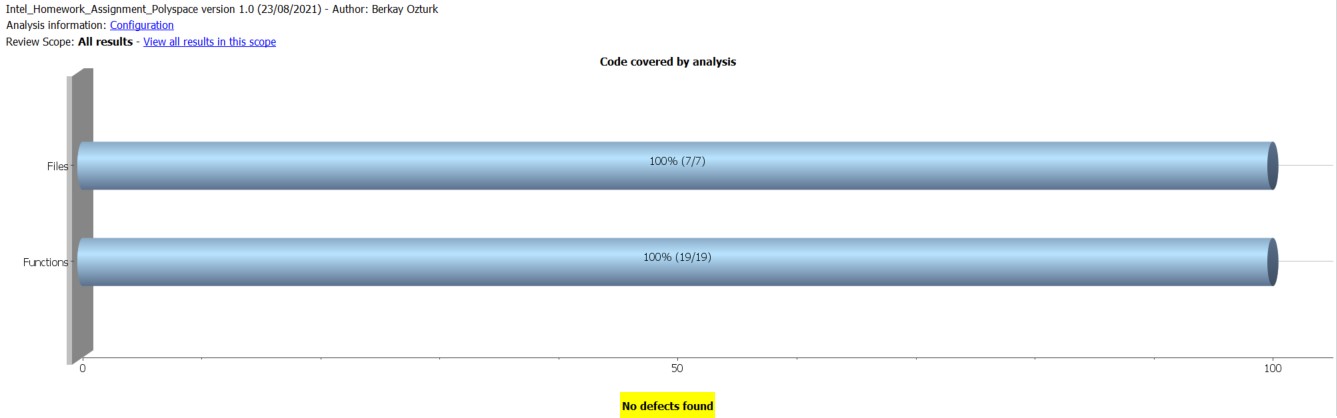 Intel_Homework_Assignment_Polyspace version 1.0 (23/08/2021) - Author: Berkay Ozturk
Analysis information: Configuration
Review Scope: All results - View all results in this scope
Code covered by analysis
Files
100% (7/7)
Functions
100% (19/19)
0 50 100
No defects found